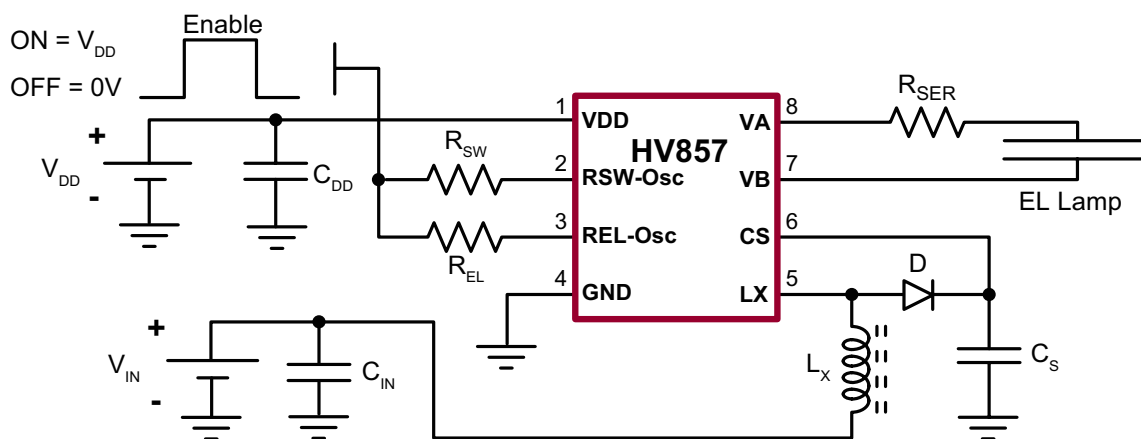 Enable
ON = VDD
OFF = 0V
+
VDD
-
CDD
RSW
REL
1
VDD
2
RSW-Osc
3
REL-Osc
4
GND
HV857
VA
8
VB
7
CS
6
LX
5
RSER
EL Lamp
D
LX
CS
+
VIN
-
CIN